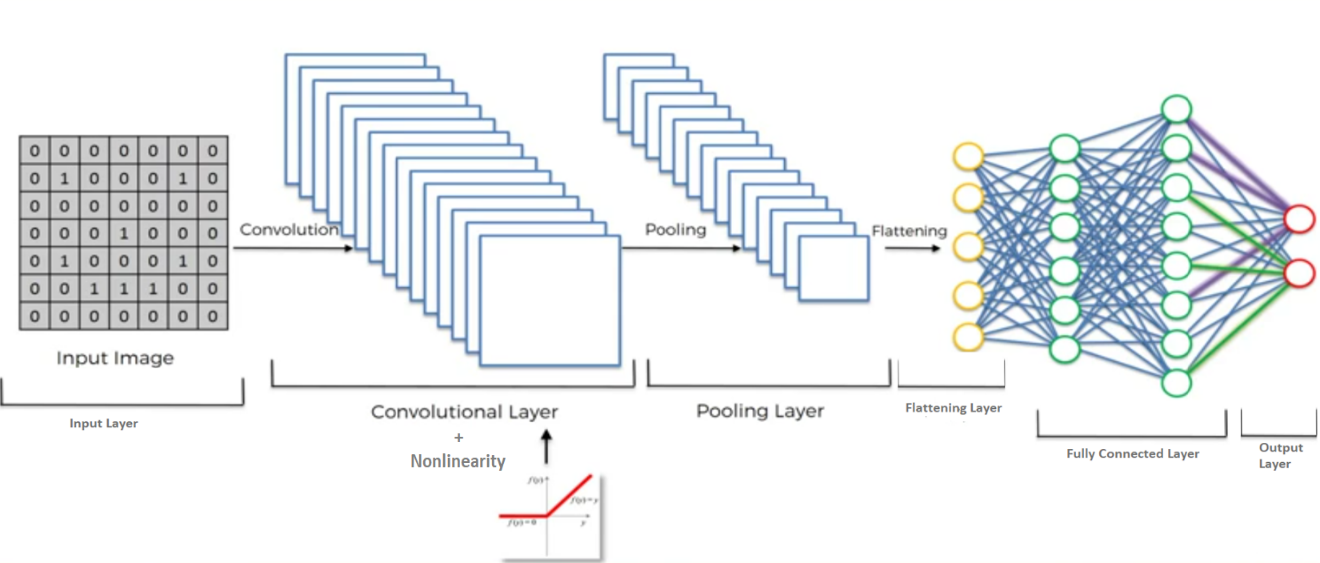 0 0 0 0 0 0 0
0 1 0 0 0 1 0
0 0 0 0 0 0 0
0 0 0 1 0 0 0
0 1 0 0 0 1 0
0 0 1 1 1 0 0
0 0 0 0 0 0 0
Input Image
Input Layer
Convolution
Convolutional Layer
+
Nonlinearity
f(y)
f(y)=y
f(y)=0
y
Pooling
Pooling Layer
Flattening
Flattening Layer
Fully Connected Layer
Output
Layer